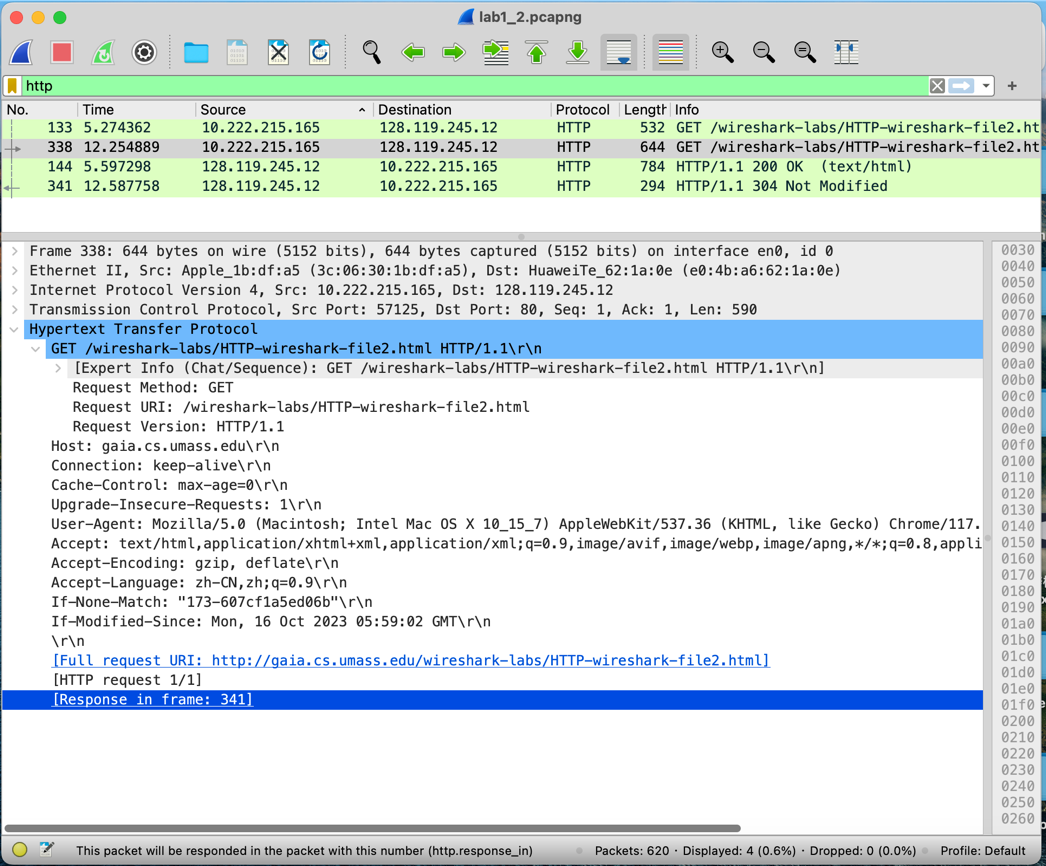 lab1_2.pcapng
http
No. Time Source Destination Protocol Length Info
133 5.274362 10.222.215.165 128.119.245.12 HTTP 532 GET /wireshark-labs/HTTP-wireshark-file2.ht
338 12.254889 10.222.215.165 128.119.245.12 HTTP 644 GET /wireshark-labs/HTTP-wireshark-file2.ht
144 5.597298 128.119.245.12 10.222.215.165 HTTP 784 HTTP/1.1 200 OK (text/html)
341 12.587758 128.119.245.12 10.222.215.165 HTTP 294 HTTP/1.1 304 Not Modified
Frame 338: 644 bytes on wire (5152 bits), 644 bytes captured (5152 bits) on interface en0, id 0
Ethernet II, Src: Apple_1b:df:a5 (3c:06:30:1b:df:a5), Dst: HuaweiTe_62:1a:0e (e0:4b:a6:62:1a:0e)
Internet Protocol Version 4, Src: 10.222.215.165, Dst: 128.119.245.12
Transmission Control Protocol, Src Port: 57125, Dst Port: 80, Seq: 1, Ack: 1, Len: 590
Hypertext Transfer Protocol
GET /wireshark-labs/HTTP-wireshark-file2.html HTTP/1.1\r\n
[Expert Info (Chat/Sequence): GET /wireshark-labs/HTTP-wireshark-file2.html HTTP/1.1\r\n]
Request Method: GET
Request URI: /wireshark-labs/HTTP-wireshark-file2.html
Request Version: HTTP/1.1
Host: gaia.cs.umass.edu\r\n
Connection: keep-alive\r\n
Cache-Control: max-age=0\r\n
Upgrade-Insecure-Requests: 1\r\n
User-Agent: Mozilla/5.0 (Macintosh; Intel Mac OS X 10_15_7) AppleWebKit/537.36 (KHTML, like Gecko) Chrome/117.
Accept: text/html,application/xhtml+xml,application/xml;q=0.9,image/avif,image/webp,image/apng,*/*;q=0.8,appli
Accept-Encoding: gzip, deflate\r\n
Accept-Language: zh-CN,zh;q=0.9\r\n
If-None-Match: "173-607cf1a5ed06b"\r\n
If-Modified-Since: Mon, 16 Oct 2023 05:59:02 GMT\r\n
\r\n
[Full request URI: http://gaia.cs.umass.edu/wireshark-labs/HTTP-wireshark-file2.html]
[HTTP request 1/1]
[Response in frame: 341]
0030
0040
0050
0060
0070
0080
0090
00a0
00b0
00c0
00d0
00e0
00f0
0100
0110
0120
0130
0140
0150
0160
0170
0180
0190
01a0
01b0
01c0
01d0
01e0
01f0
0200
0210
0220
0230
0240
0250
0260
This packet will be responded in the packet with this number (http.response_in) Packets: 620 · Displayed: 4 (0.6%) · Dropped: 0 (0.0%) Profile: Default